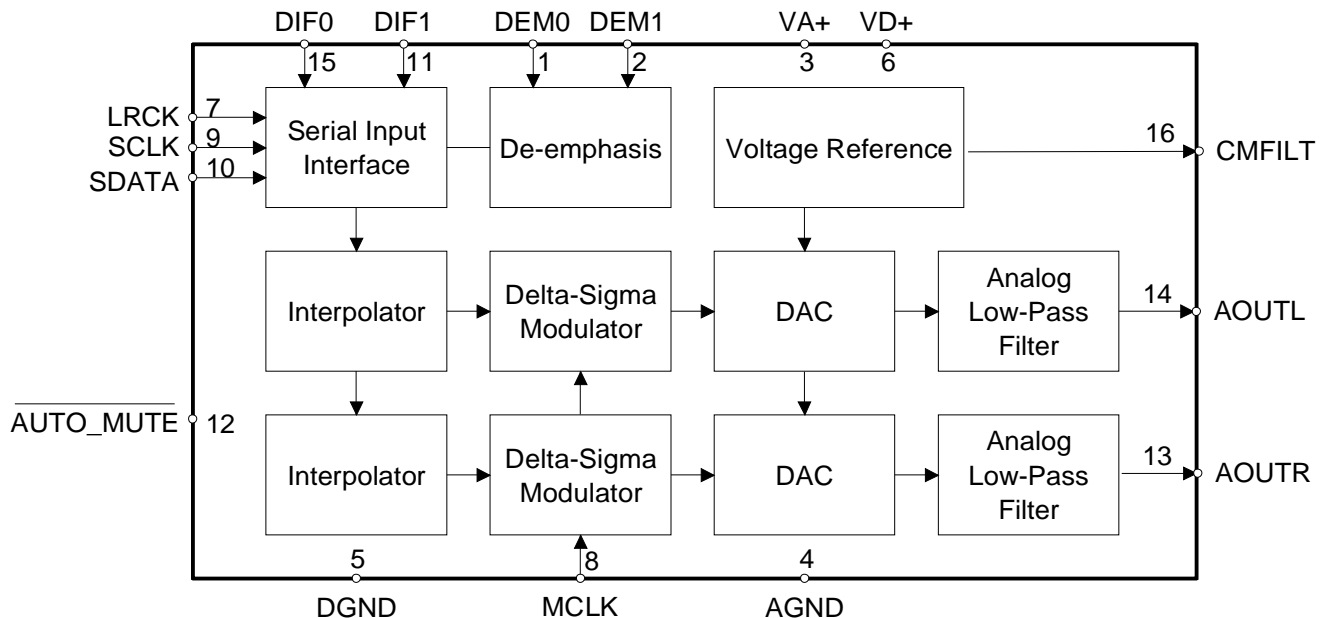 DIF0 DIF1 DEM0 DEM1 VA+ VD+
15 11 1 2 3 6
LRCK 7
SCLK 9
SDATA 10
Serial Input
Interface
De-emphasis
Voltage Reference
16 CMFILT
Interpolator
Delta-Sigma
Modulator
DAC
Analog
Low-Pass
Filter
14 AOUTL
AUTO_MUTE 12
Interpolator
Delta-Sigma
Modulator
DAC
Analog
Low-Pass
Filter
13 AOUTR
5 8 4
DGND MCLK AGND